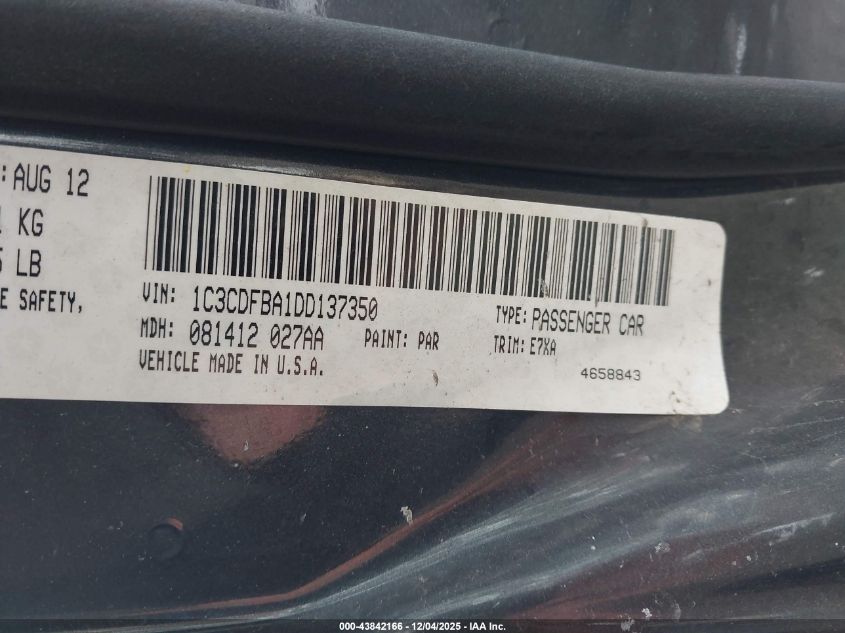 : AUG 12
KG
LB
SAFETY,
VIN: 1C3CDFBA1DD137350
TYPE: PASSENGER CAR
MDH: 081412 027AA
PAINT: PAR
TRIM: E7XA
VEHICLE MADE IN U.S.A.
4658843
000-43842166 - 12/04/2025 - IAA Inc.